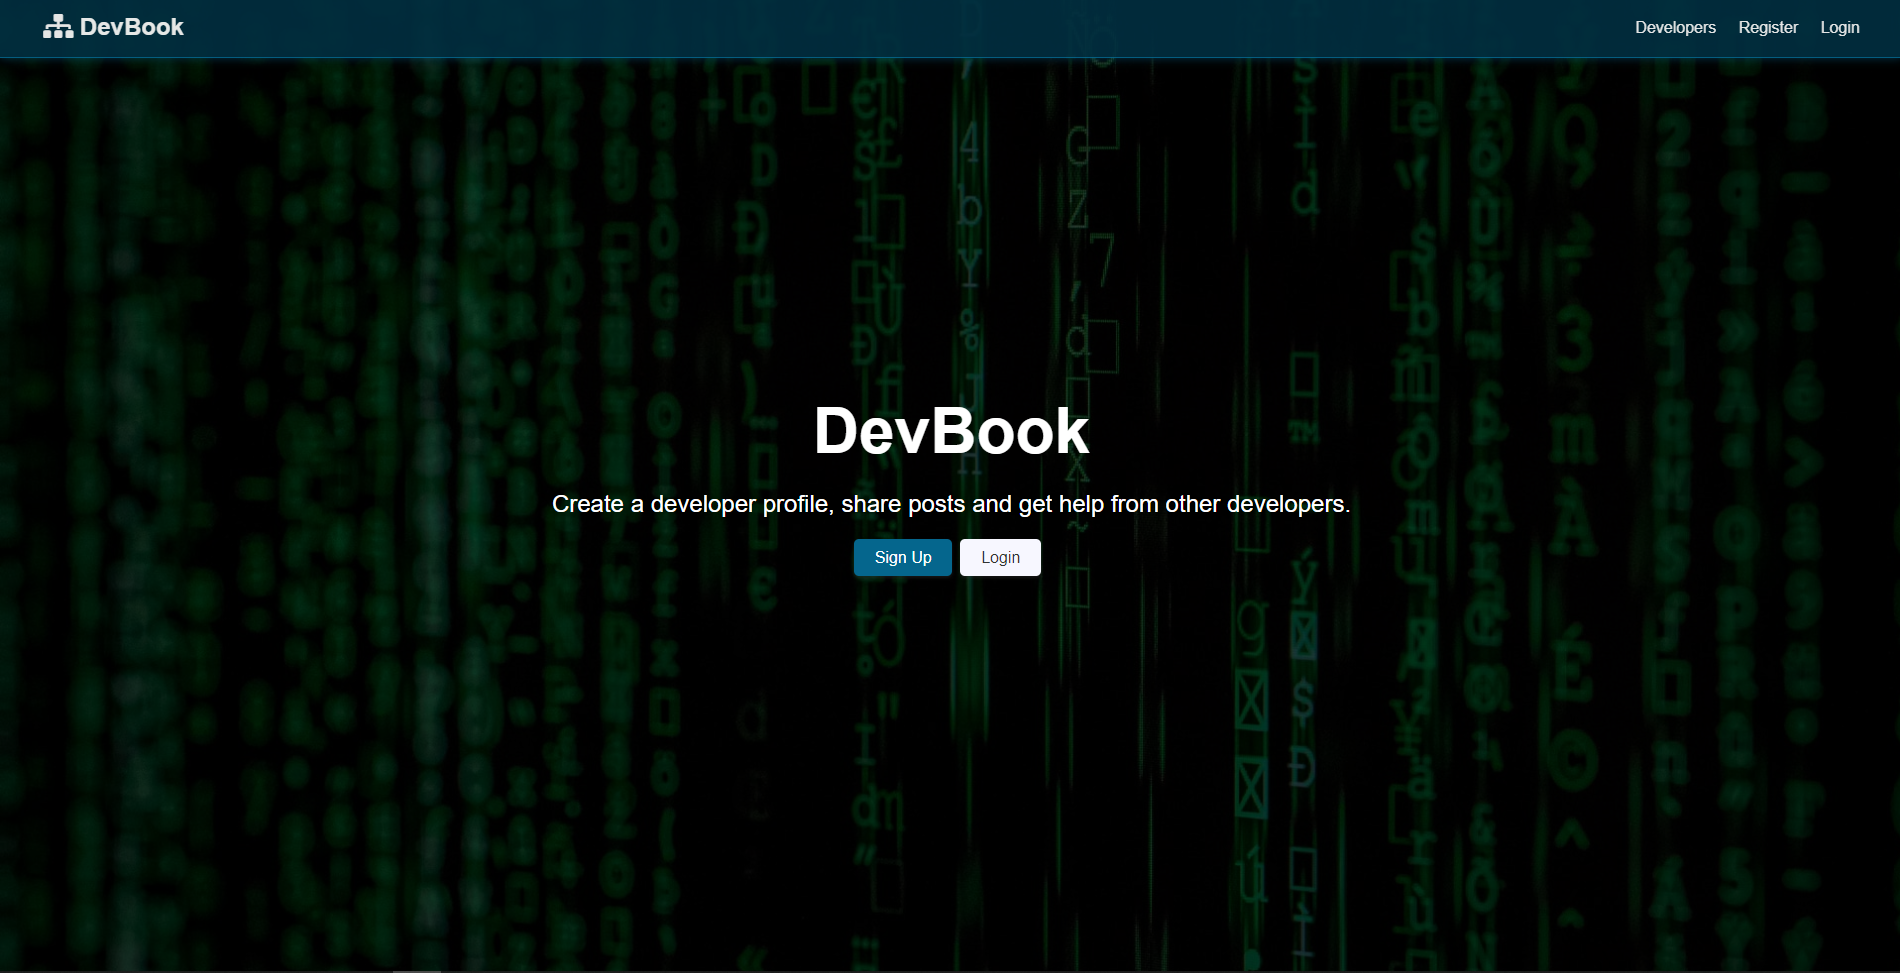 DevBook
Developers Register Login
DevBook
Create a developer profile, share posts and get help from other developers.
Sign Up Login